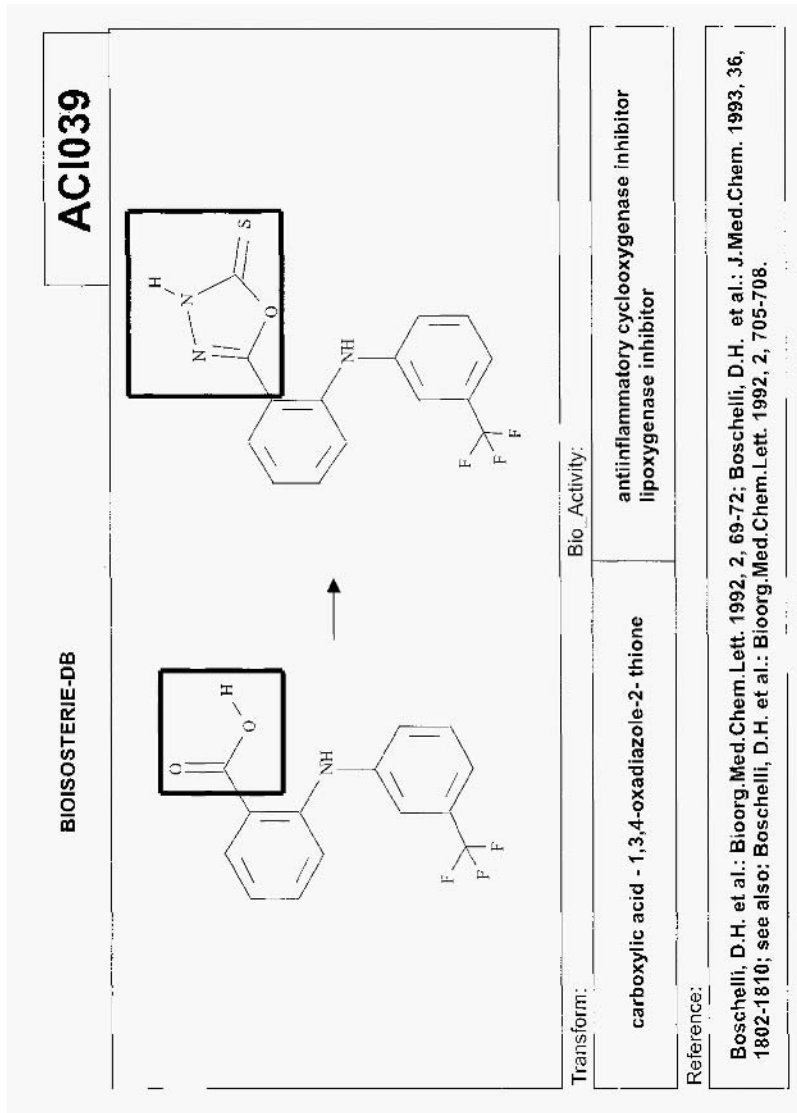 BIOISOSTERIE-DB
ACI039
O
O
H
NH
F
F
F
N
N
H
O
S
NH
F
F
F
Transform:
Bio_Activity:
carboxylic acid - 1,3,4-oxadiazole-2- thione
antiinflammatory cyclooxygenase inhibitor
lipoxygenase inhibitor
Reference:
Boschelli, D.H. et al.: Bioorg.Med.Chem.Lett. 1992, 2, 69-72; Boschelli, D.H. et al.: J.Med.Chem. 1993, 36,
1802-1810; see also: Boschelli, D.H. et al.: Bioorg.Med.Chem.Lett. 1992, 2, 705-708.